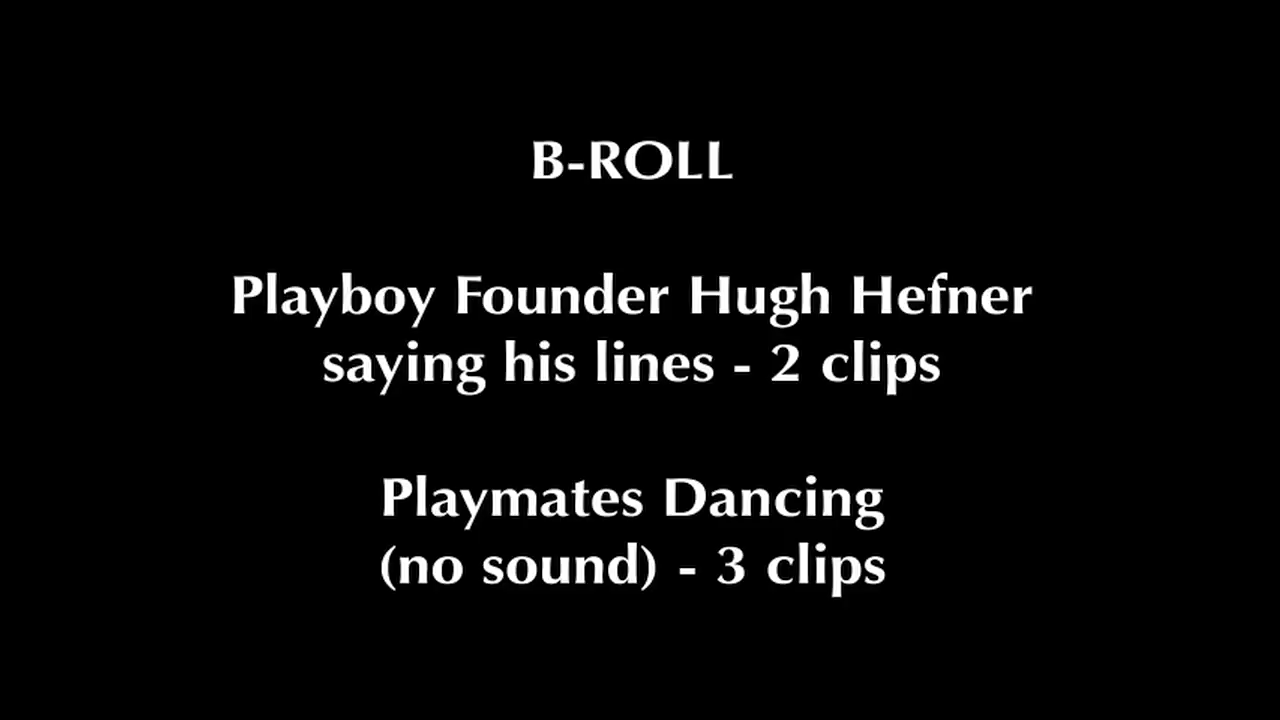 B-ROLL
Playboy Founder Hugh Hefner
saying his lines - 2 clips
Playmates Dancing
(no sound) - 3 clips